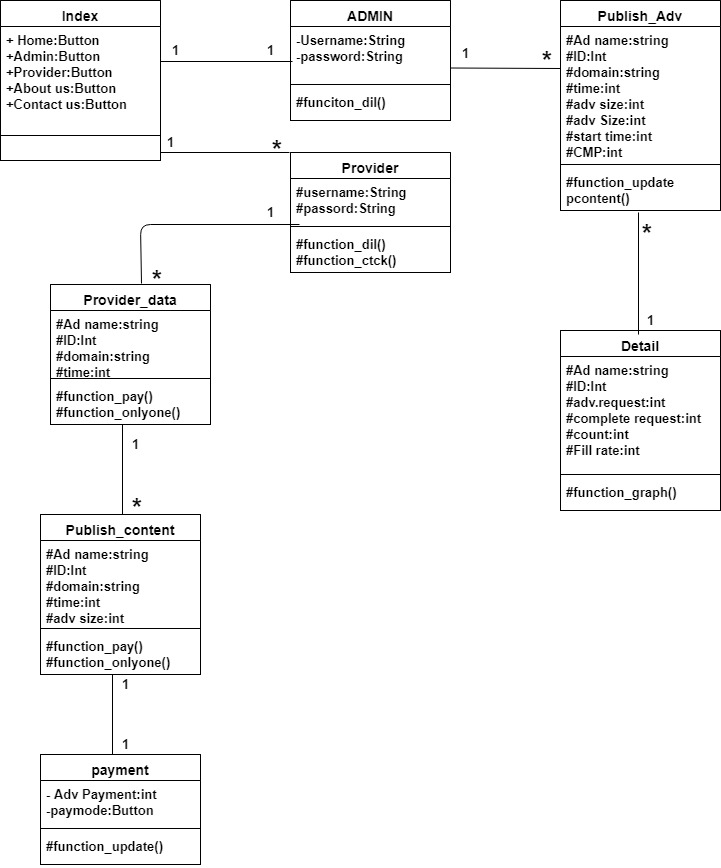 Index
+ Home:Button
+Admin:Button
+Provider:Button
+About us:Button
+Contact us:Button
1
1
ADMIN
-Username:String
-password:String
#funciton_dil()
1
*
Publish_Adv
#Ad name:string
#ID:Int
#domain:string
#time:int
#adv size:int
#adv Size:int
#start time:int
#CMP:int
#function_update
pcontent()
1
*
Provider
#username:String
#passord:String
#function_dil()
#function_ctck()
1
*
Provider_data
#Ad name:string
#ID:Int
#domain:string
#time:int
#function_pay()
#function_onlyone()
*
1
Detail
#Ad name:string
#ID:Int
#adv.request:int
#complete request:int
#count:int
#Fill rate:int
#function_graph()
1
*
Publish_content
#Ad name:string
#ID:Int
#domain:string
#time:int
#adv size:int
#function_pay()
#function_onlyone()
1
1
payment
- Adv Payment:int
-paymode:Button
#function_update()